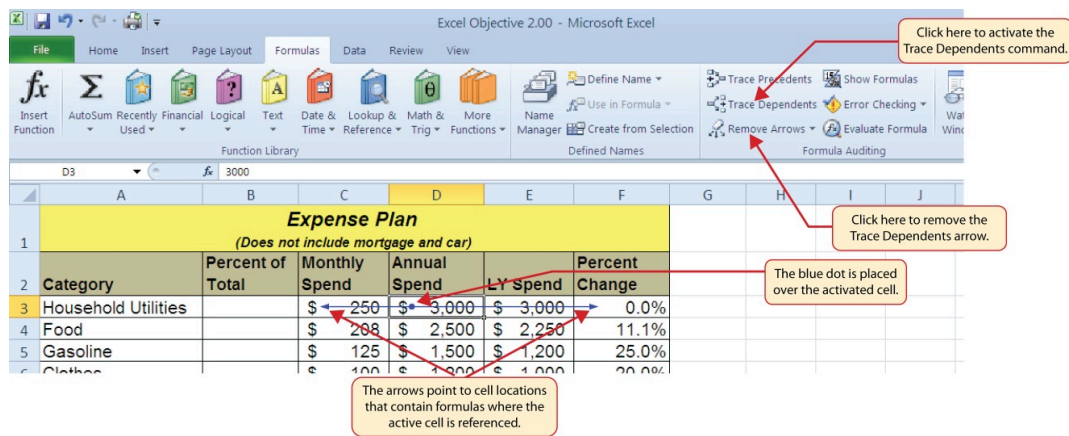 Excel Objective 2.00 - Microsoft Excel
Click here to activate the
Trace Dependents command.
File Home Insert Page Layout Formulas Data Review View
fx Insert Function
Σ AutoSum
Recently Used
Financial
Logical
A Text
Date & Time
Lookup & Reference
θ Math & Trig
More Functions
Function Library
Name Manager
Define Name
Use in Formula
Create from Selection
Defined Names
Trace Precedents Show Formulas
Trace Dependents Error Checking
Remove Arrows Evaluate Formula
Formula Auditing
D3 fx 3000
A B C D E F G H I J
1 Expense Plan
(Does not include mortgage and car)
2 Category Percent of Total Monthly Spend Annual Spend LY Spend Percent Change
3 Household Utilities $ 250 $ 3,000 $ 3,000 0.0%
4 Food $ 208 $ 2,500 $ 2,250 11.1%
5 Gasoline $ 125 $ 1,500 $ 1,200 25.0%
Click here to remove the
Trace Dependents arrow.
The blue dot is placed
over the activated cell.
The arrows point to cell locations
that contain formulas where the
active cell is referenced.